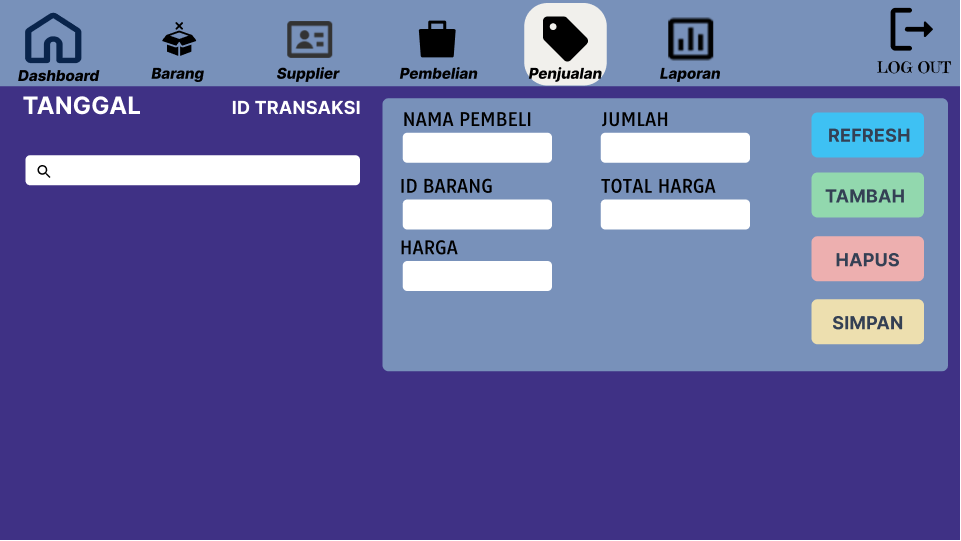 Dashboard
Barang
Supplier
Pembelian
Penjualan
Laporan
LOG OUT
TANGGAL
ID TRANSAKSI
NAMA PEMBELI
JUMLAH
ID BARANG
TOTAL HARGA
HARGA
REFRESH
TAMBAH
HAPUS
SIMPAN